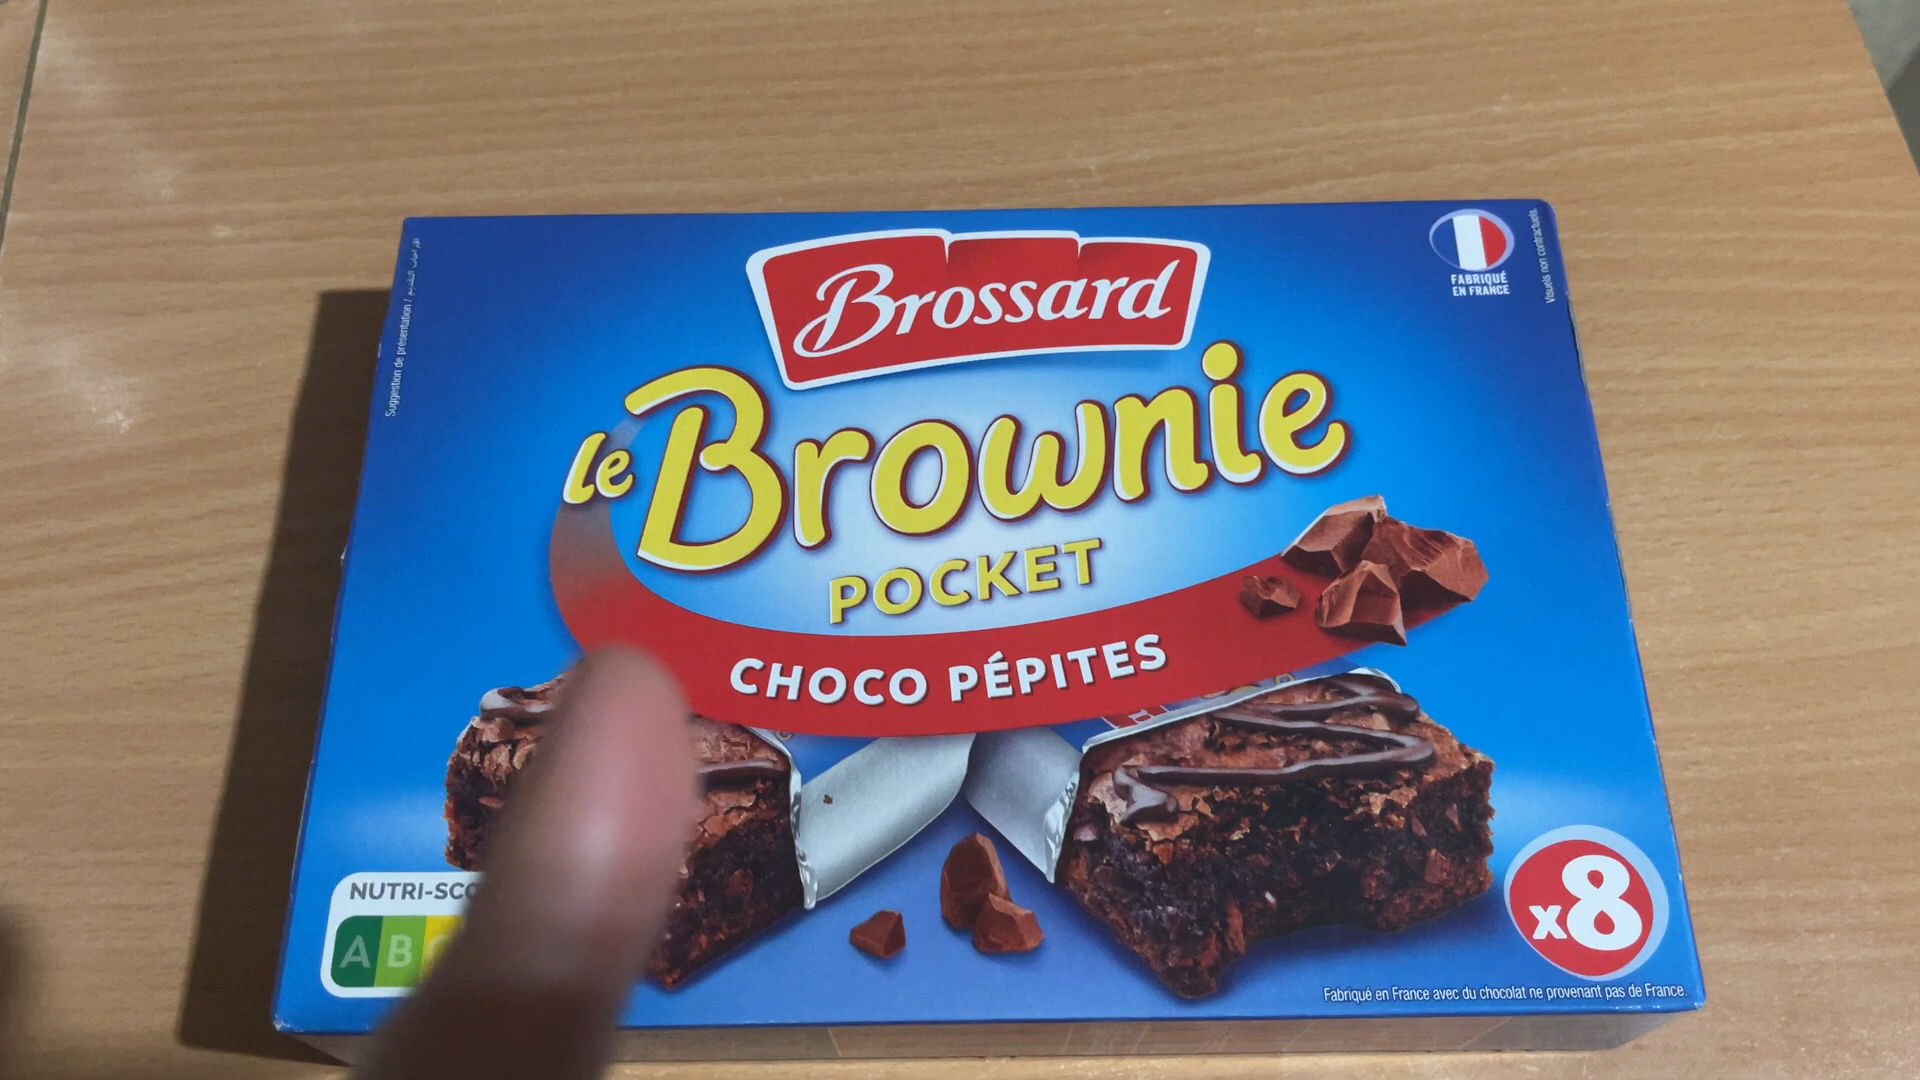 Brossard
FABRIQUÉ
EN FRANCE
Visuels non contractuels.
Suggestion de présentation /
le Brownie
POCKET
CHOCO PÉPITES
NUTRI-SCO
A B
x8
Fabriqué en France avec du chocolat ne provenant pas de France.